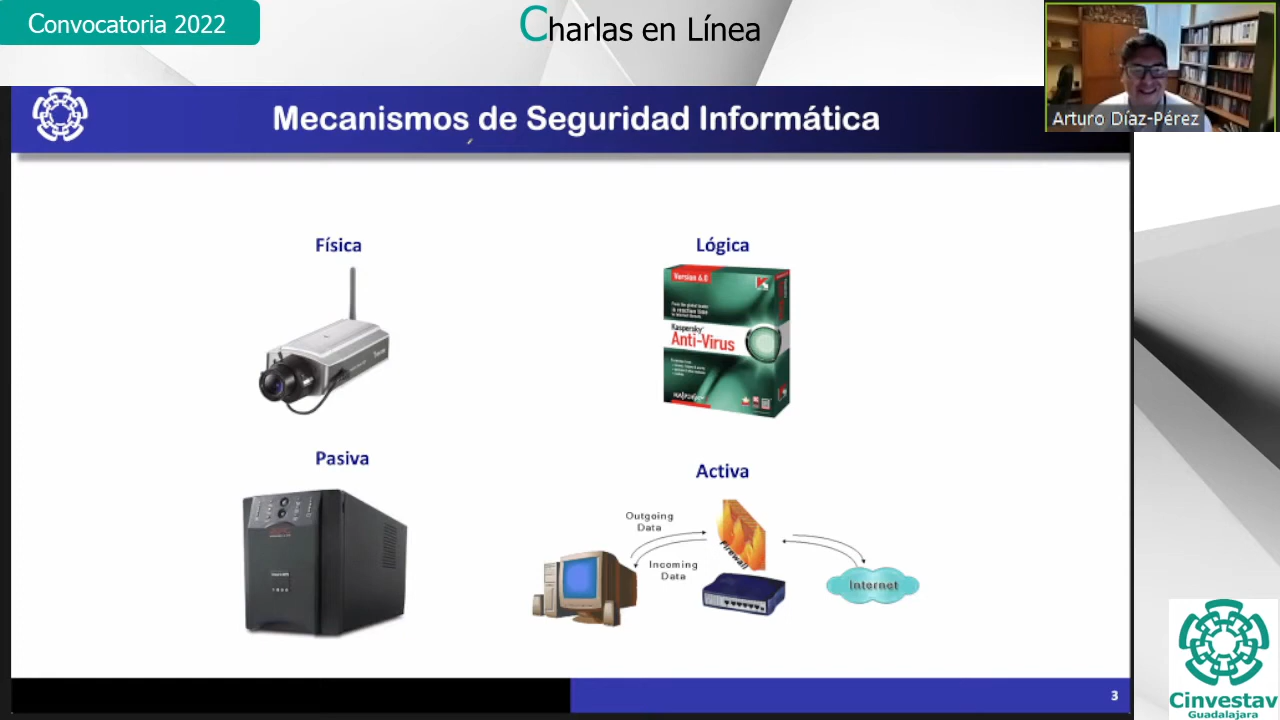 Convocatoria 2022
Charlas en Línea
Arturo Díaz-Pérez
Mecanismos de Seguridad Informática
Física
Lógica
Version 6.0
Kaspersky
Anti-Virus
KASPERSKY
Pasiva
Activa
Outgoing
Data
Firewall
Incoming
Data
Internet
3
Cinvestav
Guadalajara